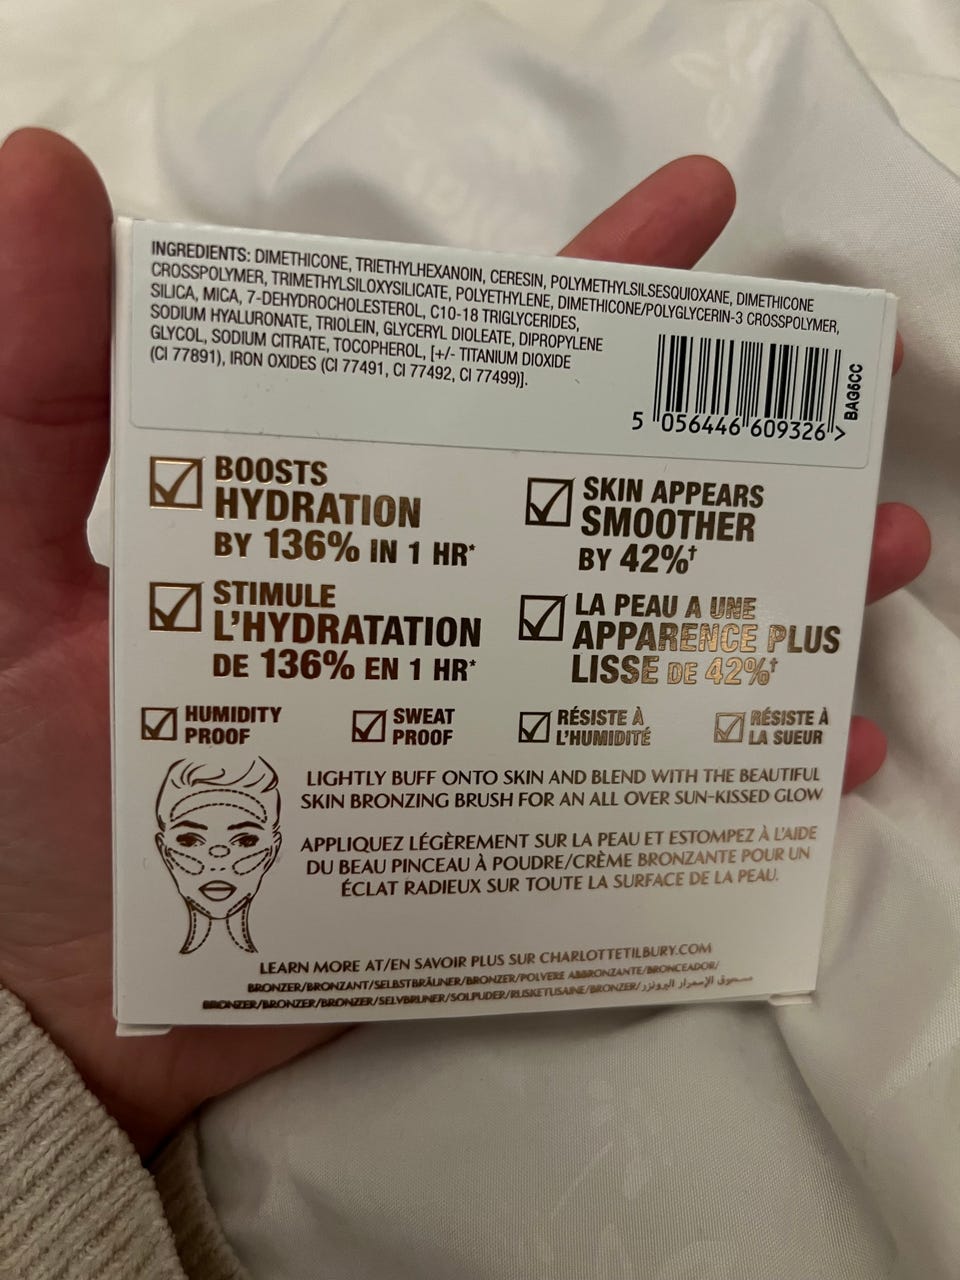 INGREDIENTS: DIMETHICONE, TRIETHYLHEXANOIN, CERESIN, POLYMETHYLSILSESQUIOXANE, DIMETHICONE
CROSSPOLYMER, TRIMETHYLSILOXYSILICATE, POLYETHYLENE, DIMETHICONE/POLYGLYCERIN-3 CROSSPOLYMER,
SILICA, MICA, 7-DEHYDROCHOLESTEROL, C10-18 TRIGLYCERIDES,
SODIUM HYALURONATE, TRIOLEIN, GLYCERYL DIOLEATE, DIPROPYLENE
GLYCOL, SODIUM CITRATE, TOCOPHEROL, [+/- TITANIUM DIOXIDE
(CI 77891), IRON OXIDES (CI 77491, CI 77492, CI 77499)].
5 056446 609326 >
BAG6CC
BOOSTS
HYDRATION
BY 136% IN 1 HR*
SKIN APPEARS
SMOOTHER
BY 42%†
STIMULE
L'HYDRATATION
DE 136% EN 1 HR*
LA PEAU A UNE
APPARENCE PLUS
LISSE DE 42%†
HUMIDITY
PROOF
SWEAT
PROOF
RÉSISTE À
L'HUMIDITÉ
RÉSISTE À
LA SUEUR
LIGHTLY BUFF ONTO SKIN AND BLEND WITH THE BEAUTIFUL
SKIN BRONZING BRUSH FOR AN ALL OVER SUN-KISSED GLOW
APPLIQUEZ LÉGÈREMENT SUR LA PEAU ET ESTOMPEZ À L'AIDE
DU BEAU PINCEAU À POUDRE/CRÈME BRONZANTE POUR UN
ÉCLAT RADIEUX SUR TOUTE LA SURFACE DE LA PEAU.
LEARN MORE AT/EN SAVOIR PLUS SUR CHARLOTTETILBURY.COM
BRONZER/BRONZANT/SELBSTBRÄUNER/BRONZER/POLVERE ABBRONZANTE/BRONCEADOR/
BRONZER/BRONZER/BRONZER/SELVBRUNER/SOLPUDER/RUSKETUSAINE/BRONZER/مسحوق الإسمرار البرونزر